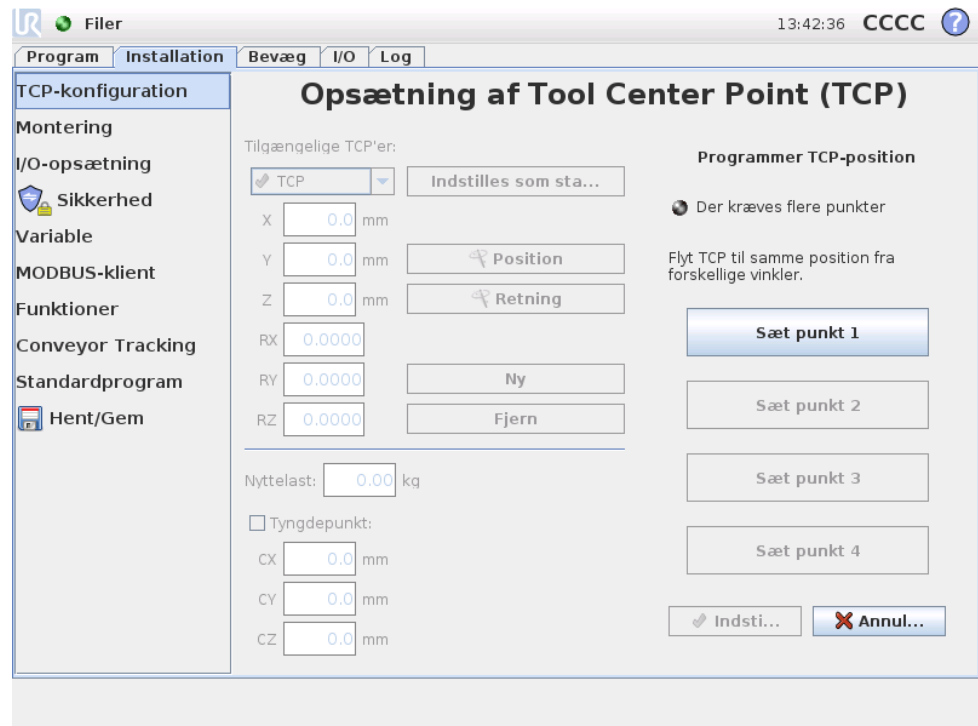 UR Filer 13:42:36 CCCC ?
Program Installation Bevæg I/O Log
TCP-konfiguration
Montering
I/O-opsætning
Sikkerhed
Variable
MODBUS-klient
Funktioner
Conveyor Tracking
Standardprogram
Hent/Gem
Opsætning af Tool Center Point (TCP)
Tilgængelige TCP'er:
TCP Indstilles som sta...
X 0.0 mm
Y 0.0 mm Position
Z 0.0 mm Retning
RX 0.0000
RY 0.0000 Ny
RZ 0.0000 Fjern
Nyttelast: 0.00 kg
Tyngdepunkt:
CX 0.0 mm
CY 0.0 mm
CZ 0.0 mm
Programmer TCP-position
Der kræves flere punkter
Flyt TCP til samme position fra
forskellige vinkler.
Sæt punkt 1
Sæt punkt 2
Sæt punkt 3
Sæt punkt 4
Indsti... Annul...